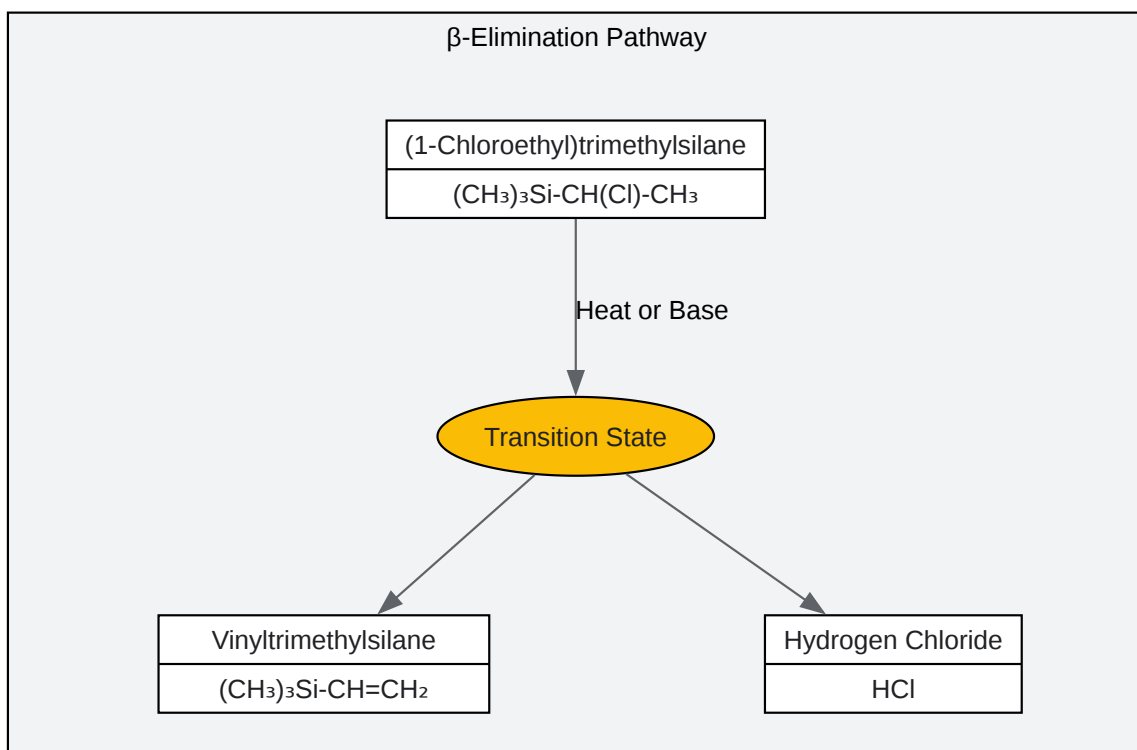 β-Elimination Pathway
(1-Chloroethyl)trimethylsilane
(CH₃)₃Si-CH(Cl)-CH₃
Heat or Base
Transition State
Vinyltrimethylsilane
(CH₃)₃Si-CH=CH₂
Hydrogen Chloride
HCl